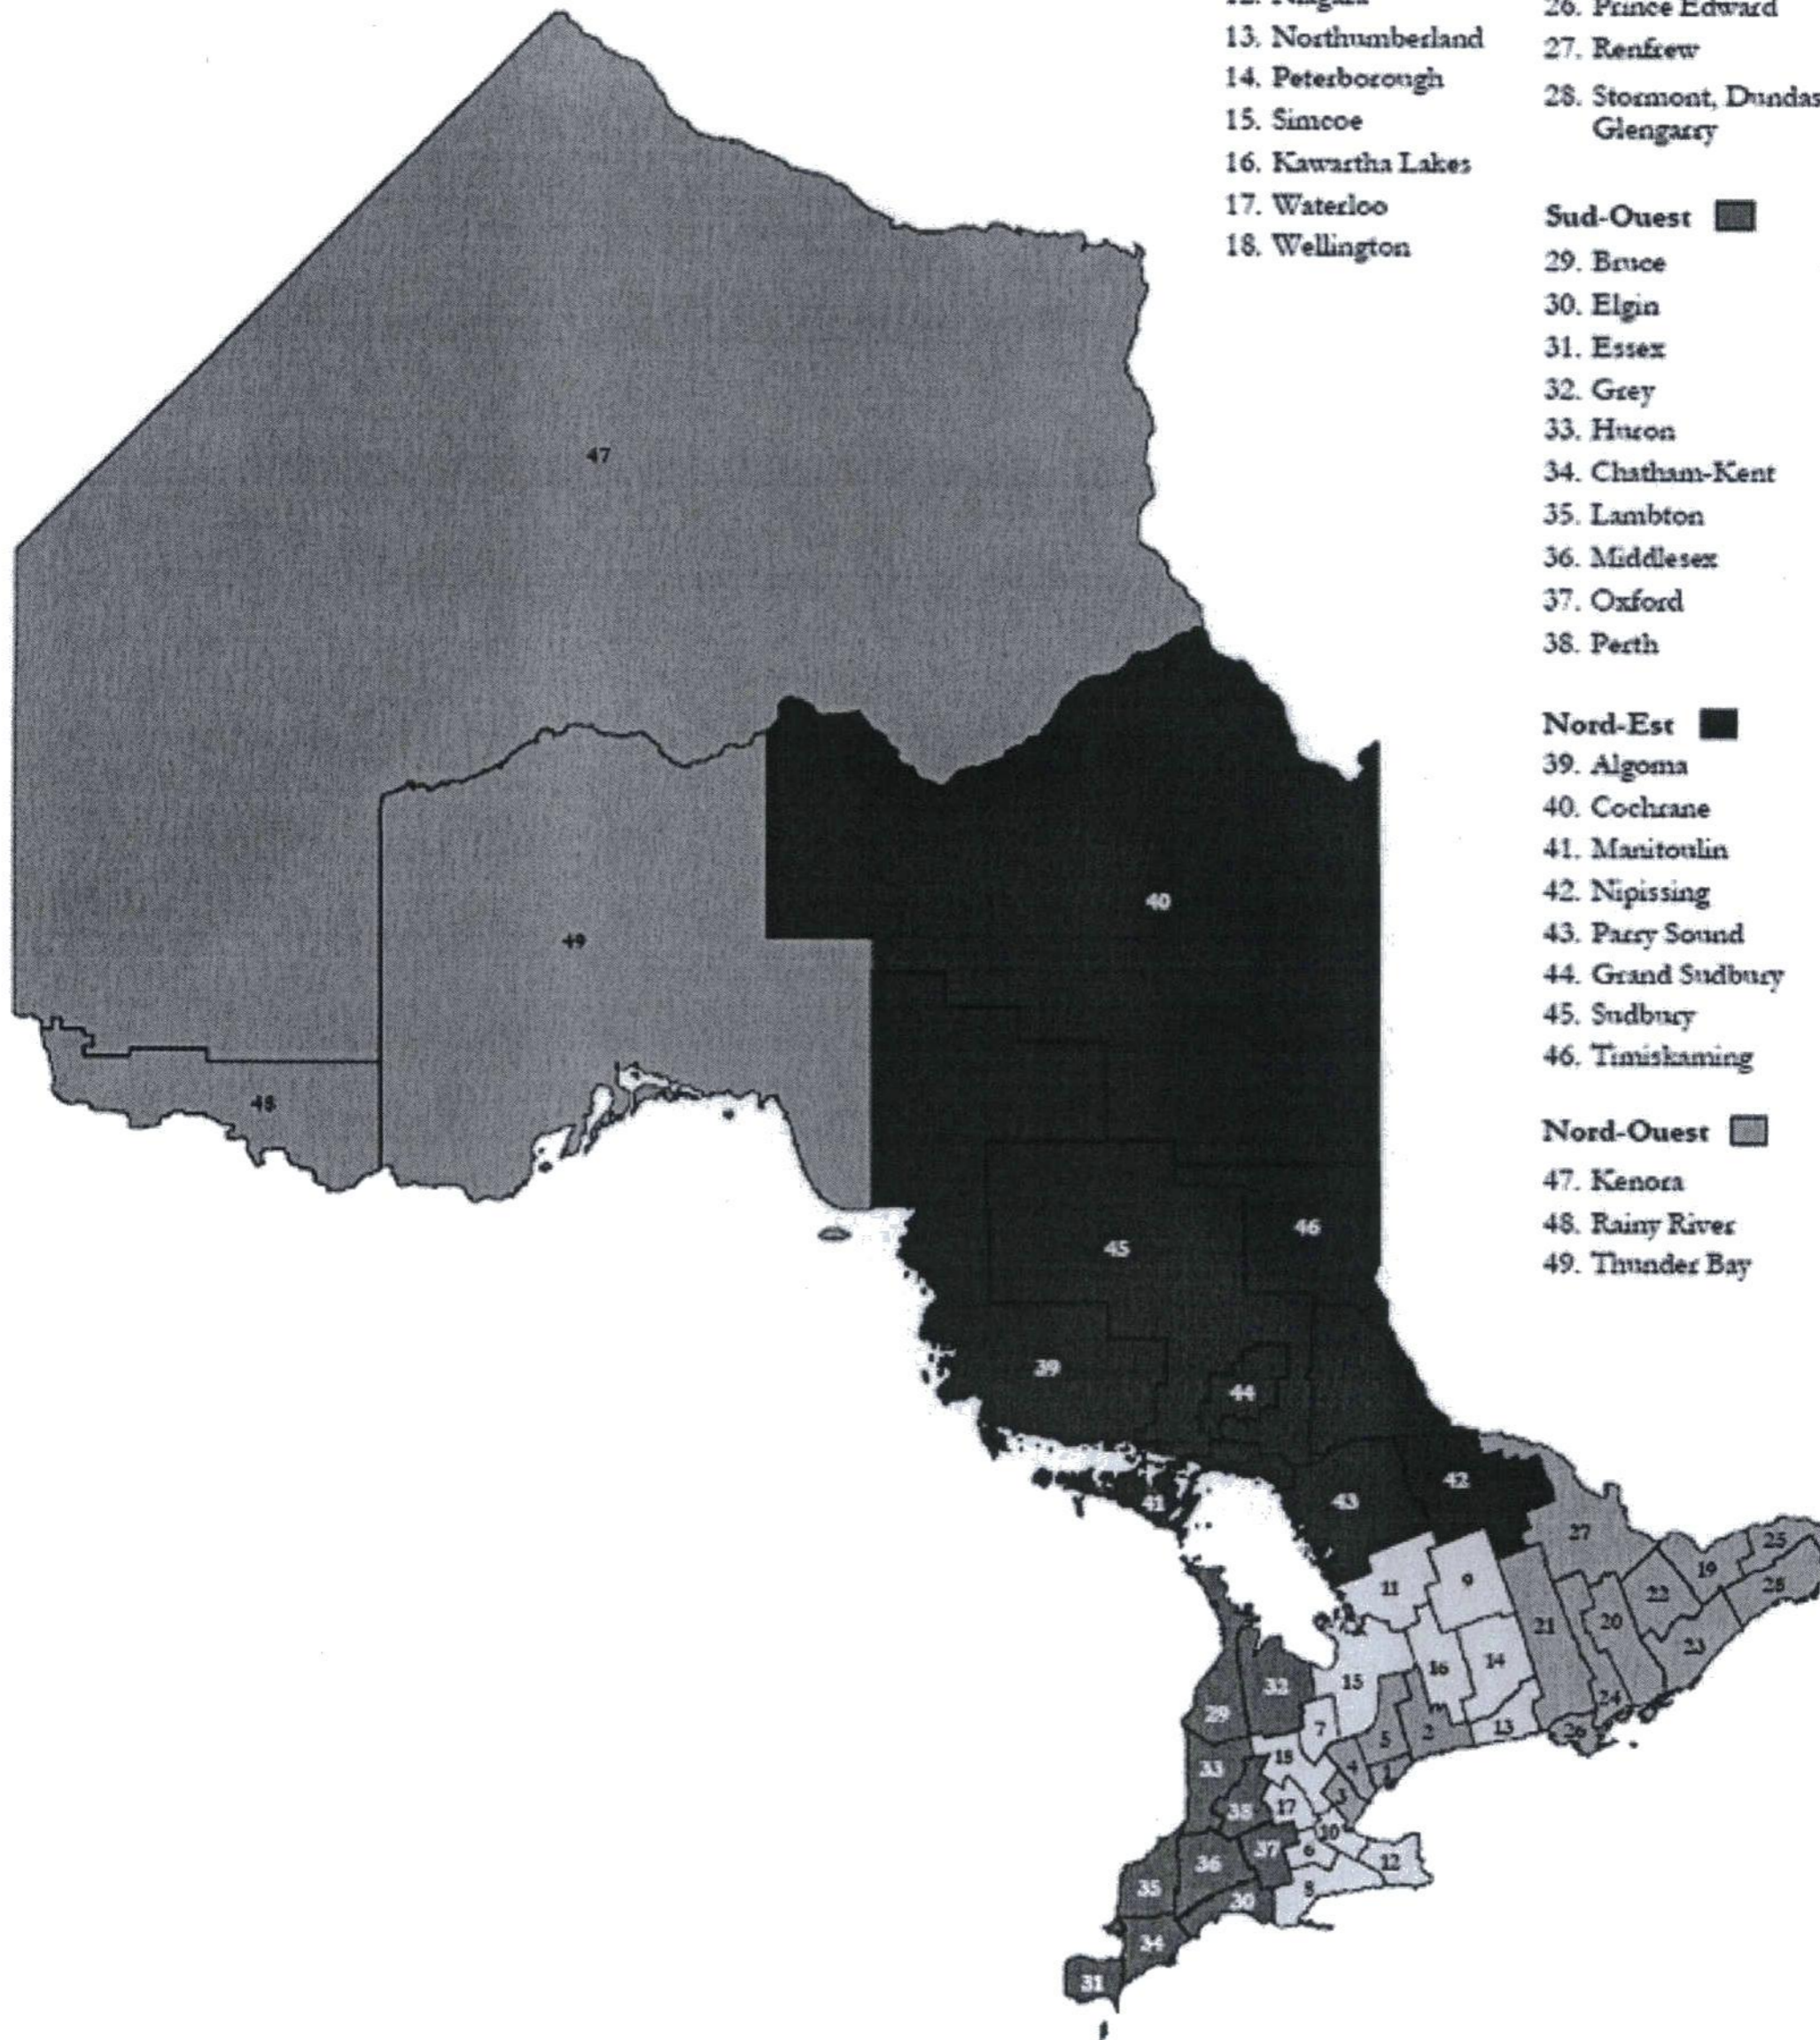 12. Niagara
13. Northumberland
14. Peterborough
15. Simcoe
16. Kawartha Lakes
17. Waterloo
18. Wellington
26. Prince Edward
27. Renfrew
28. Stormont, Dundas
Glengarry
Sud-Ouest
29. Bruce
30. Elgin
31. Essex
32. Grey
33. Huron
34. Chatham-Kent
35. Lambton
36. Middlesex
37. Oxford
38. Perth
Nord-Est
39. Algoma
40. Cochrane
41. Manitoulin
42. Nipissing
43. Parry Sound
44. Grand Sudbury
45. Sudbury
46. Timiskaming
Nord-Ouest
47. Kenora
48. Rainy River
49. Thunder Bay
47
40
49
48
46
45
39
44
42
41
43
27
25
19
11
9
28
22
21
20
23
16
14
15
32
24
29
7
5
2
13
26
18
33
4
1
3
17
38
10
37
6
36
12
35
8
30
34
31